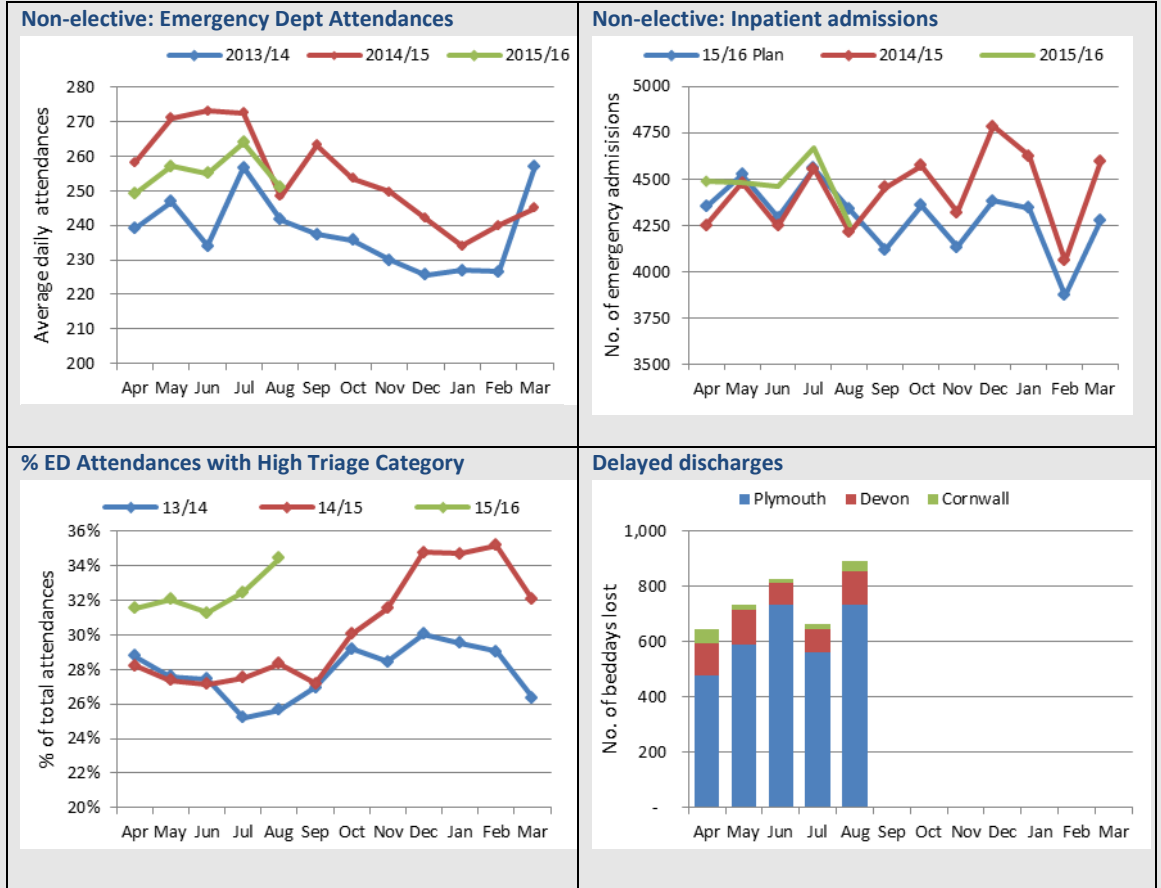 Non-elective: Emergency Dept Attendances
2013/14 2014/15 2015/16
Average daily attendances
280
270
260
250
240
230
220
210
200
Apr May Jun Jul Aug Sep Oct Nov Dec Jan Feb Mar
Non-elective: Inpatient admissions
15/16 Plan 2014/15 2015/16
No. of emergency admisisions
5000
4750
4500
4250
4000
3750
3500
Apr May Jun Jul Aug Sep Oct Nov Dec Jan Feb Mar
% ED Attendances with High Triage Category
13/14 14/15 15/16
% of total attendances
36%
34%
32%
30%
28%
26%
24%
22%
20%
Apr May Jun Jul Aug Sep Oct Nov Dec Jan Feb Mar
Delayed discharges
Plymouth Devon Cornwall
No. of beddays lost
1,000
800
600
400
200
-
Apr May Jun Jul Aug Sep Oct Nov Dec Jan Feb Mar